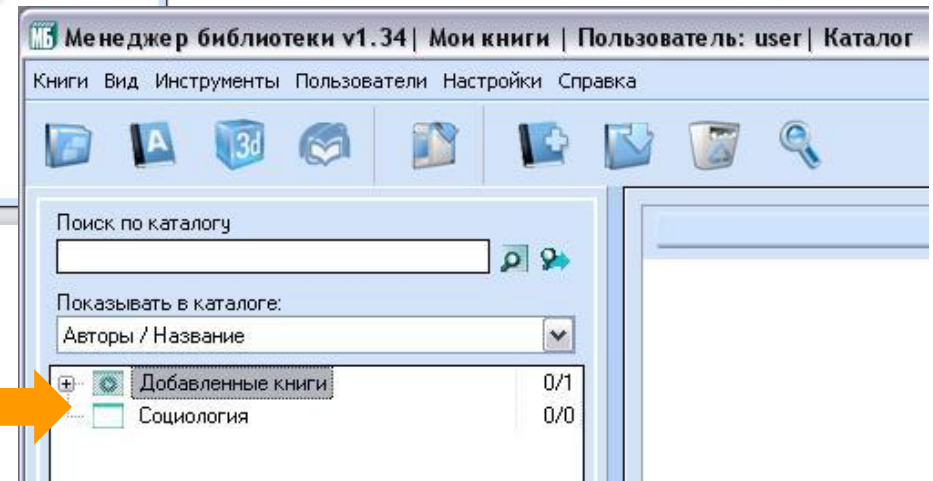 МБ Менеджер библиотеки v1.34| Мои книги | Пользователь: user| Каталог
Книги Вид Инструменты Пользователи Настройки Справка
A 3d
Поиск по каталогу
Показывать в каталоге:
Авторы / Название
Добавленные книги 0/1
Социология 0/0